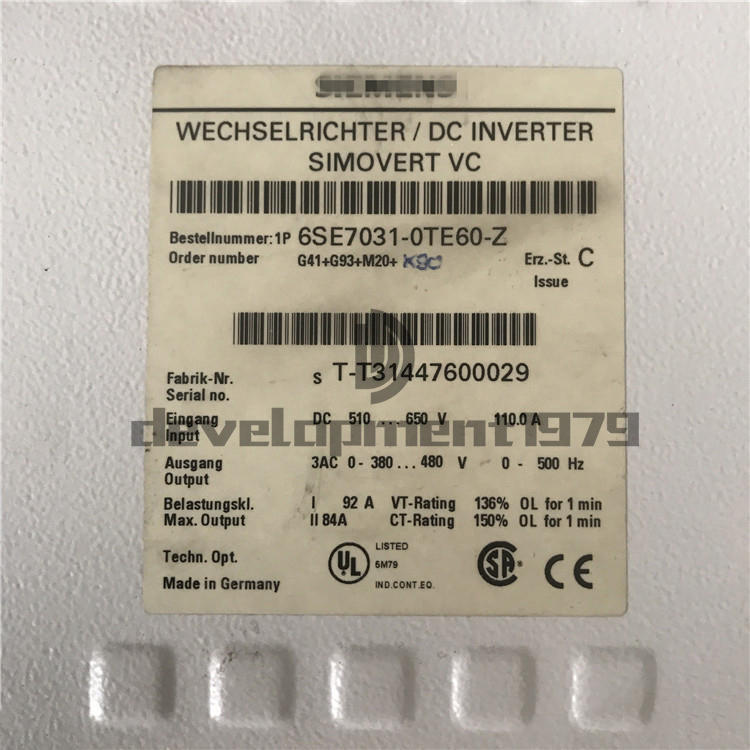 SIEMENS
WECHSELRICHTER / DC INVERTER
SIMOVERT VC
Bestellnummer: 1P 6SE7031-0TE60-Z
Order number G41+G93+M20+ K80 Erz.-St. C
Issue
Fabrik-Nr. S T-T31447600029
Serial no.
Eingang DC 510 ... 650 V 110.0 A
Input
development1979
Ausgang 3AC 0 - 380 ... 480 V 0 - 500 Hz
Output
Belastungskl. I 92 A VT-Rating 136% OL for 1 min
Max. Output II 84A CT-Rating 150% OL for 1 min
Techn. Opt.
Made in Germany
UL LISTED
5M79
IND.CONT.EQ.
SA
CE